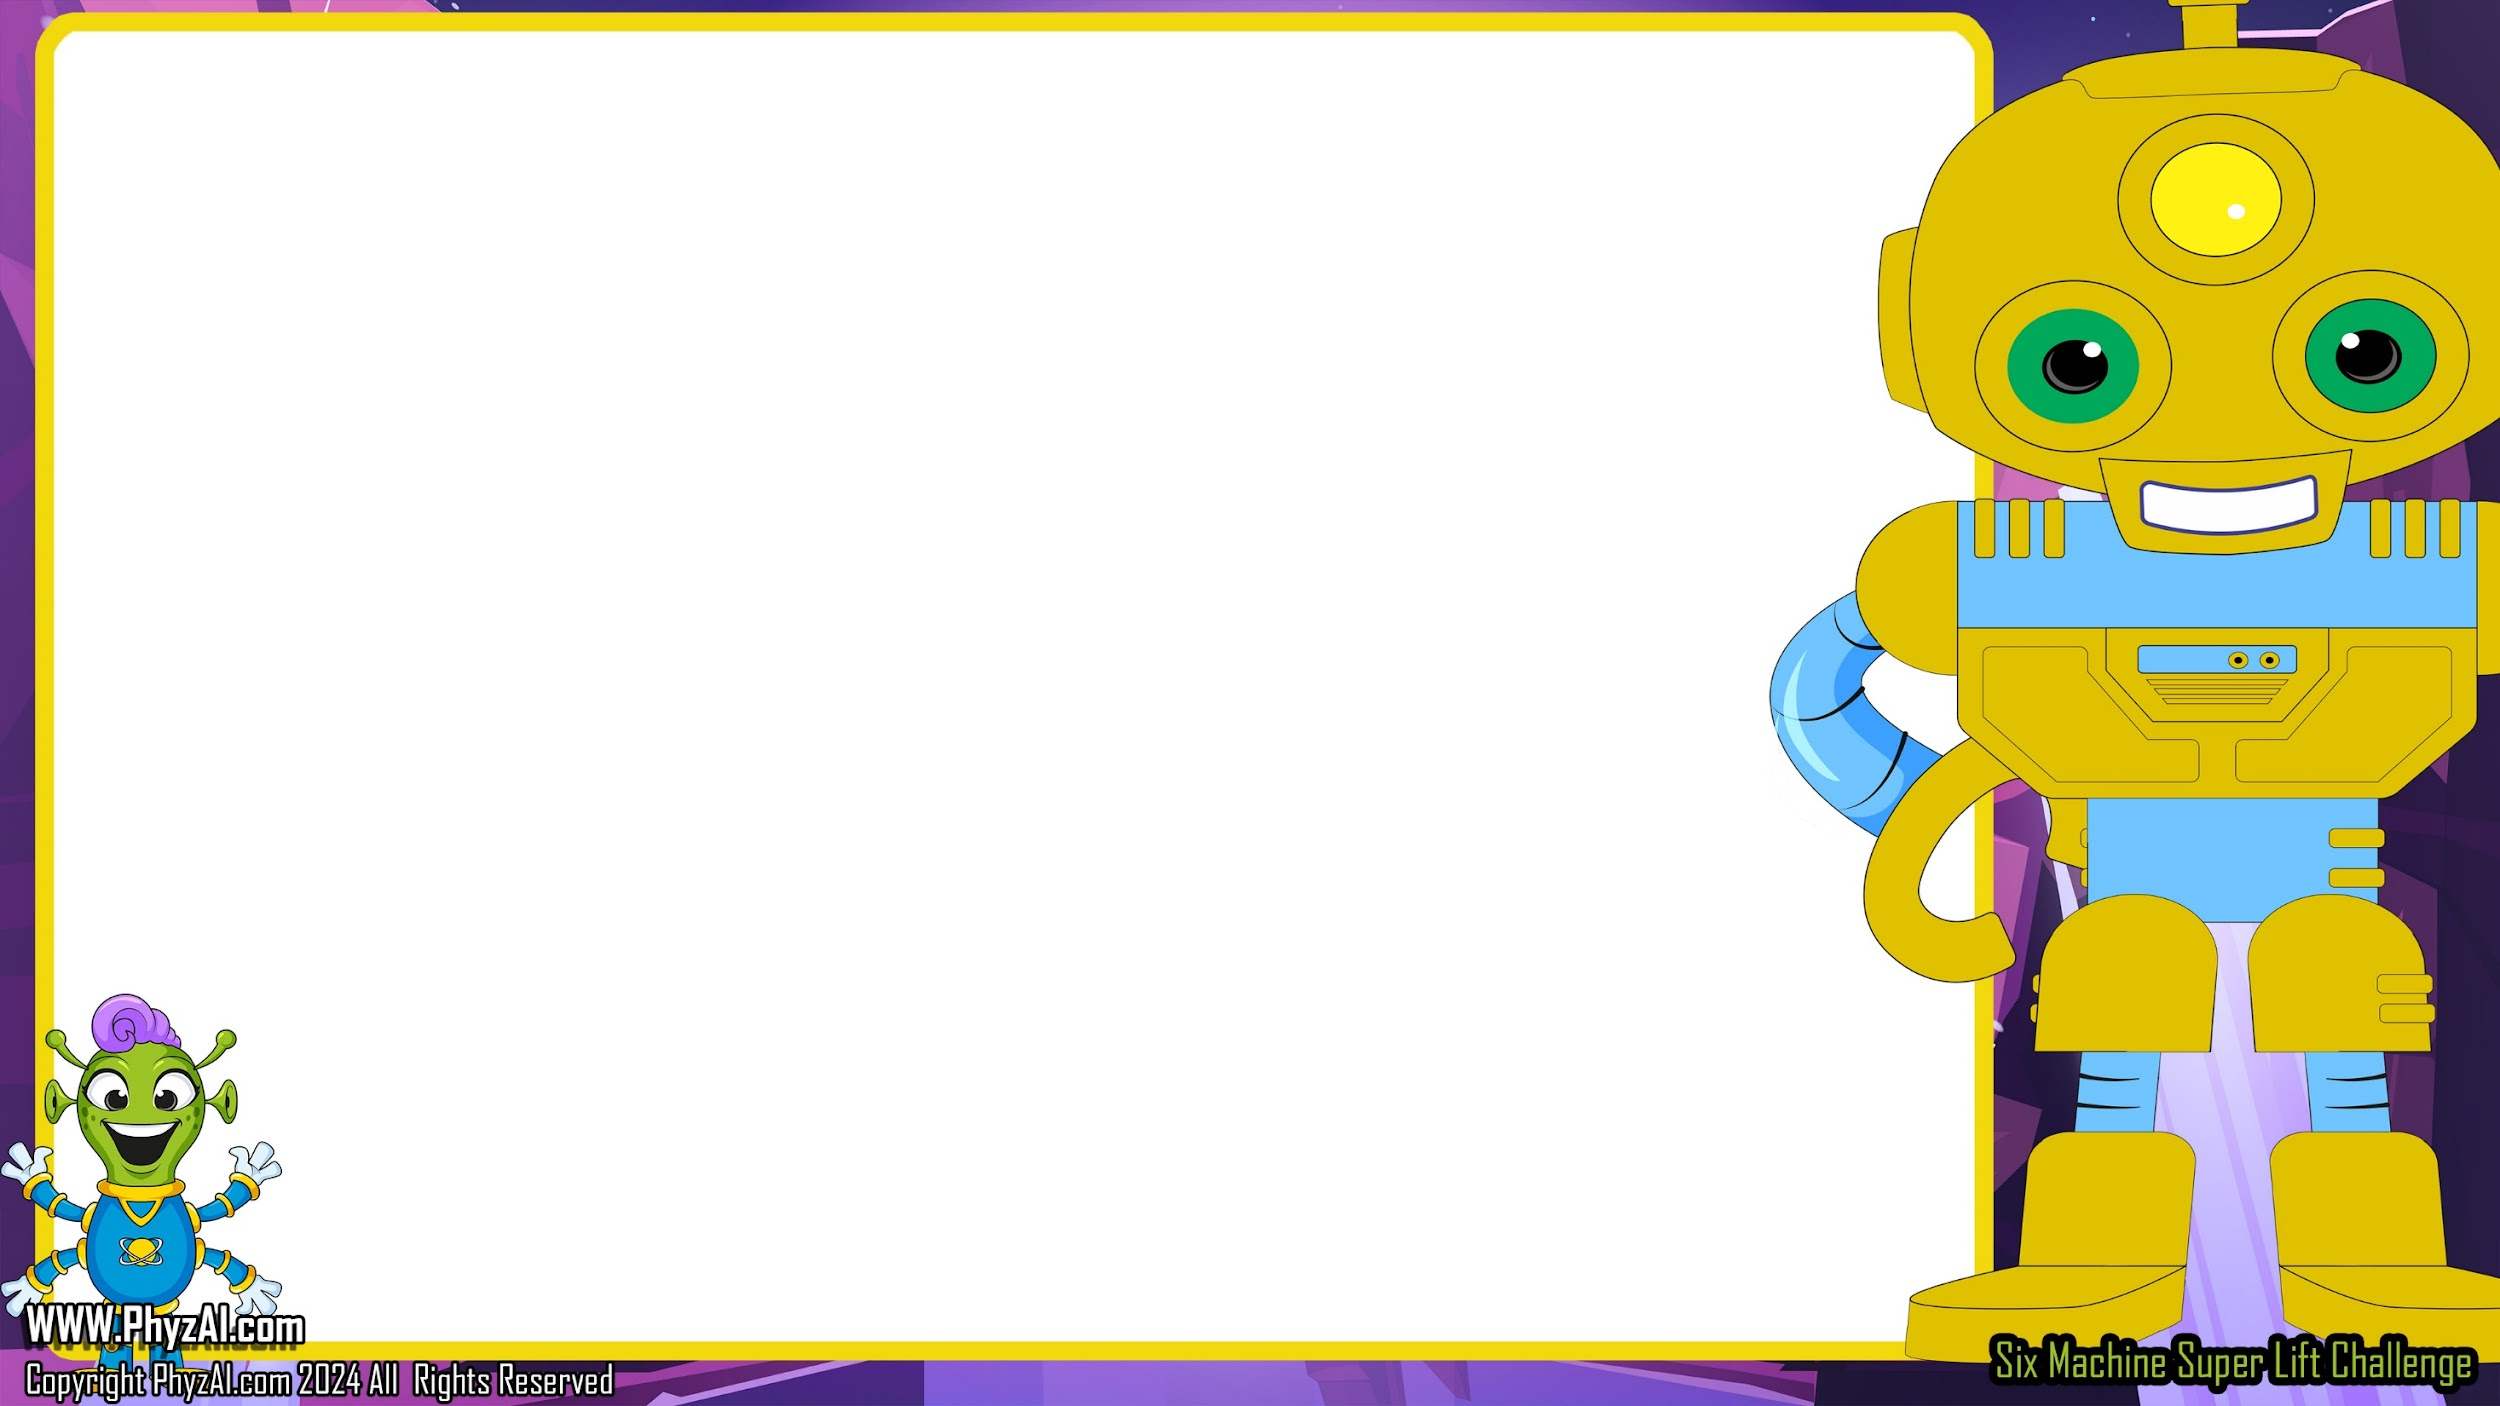 WWW.PhyzAI.com
Copyright PhyzAI.com 2024 All Rights Reserved
Six Machine Super Lift Challenge